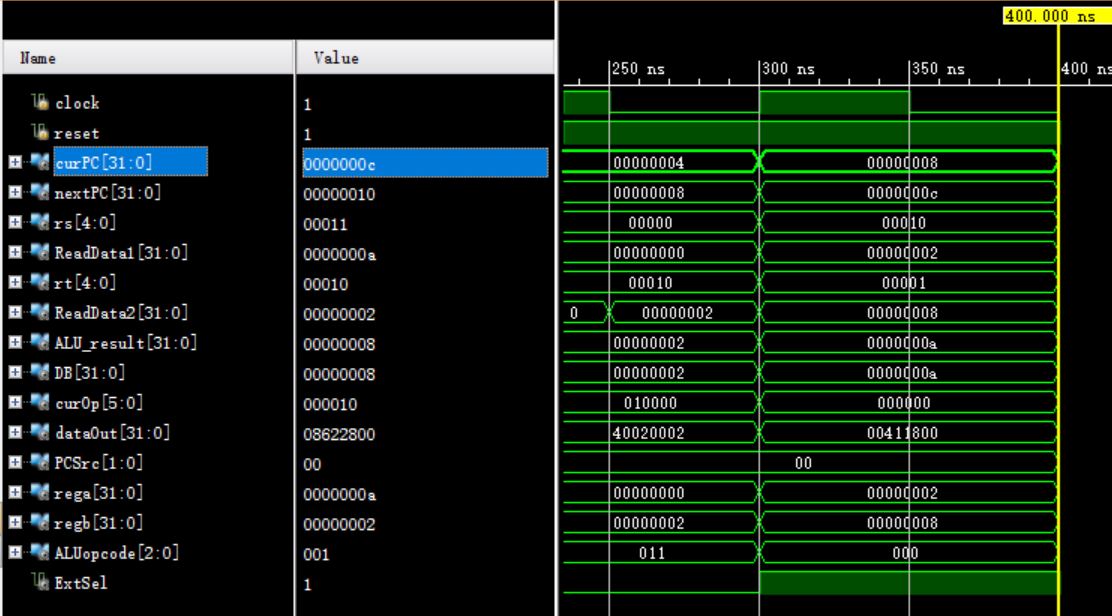 400.000 ns
Name Value
250 ns 300 ns 350 ns 400 ns
clock 1
reset 1
curPC[31:0] 0000000c 00000004 00000008
nextPC[31:0] 00000010 00000008 0000000c
rs[4:0] 00011 00000 00010
ReadData1[31:0] 0000000a 00000000 00000002
rt[4:0] 00010 00010 00001
ReadData2[31:0] 00000002 0 00000002 00000008
ALU_result[31:0] 00000008 00000002 0000000a
DB[31:0] 00000008 00000002 0000000a
curOp[5:0] 000010 010000 000000
dataOut[31:0] 08622800 40020002 00411800
PCSrc[1:0] 00 00
rega[31:0] 0000000a 00000000 00000002
regb[31:0] 00000002 00000002 00000008
ALUopcode[2:0] 001 011 000
ExtSel 1